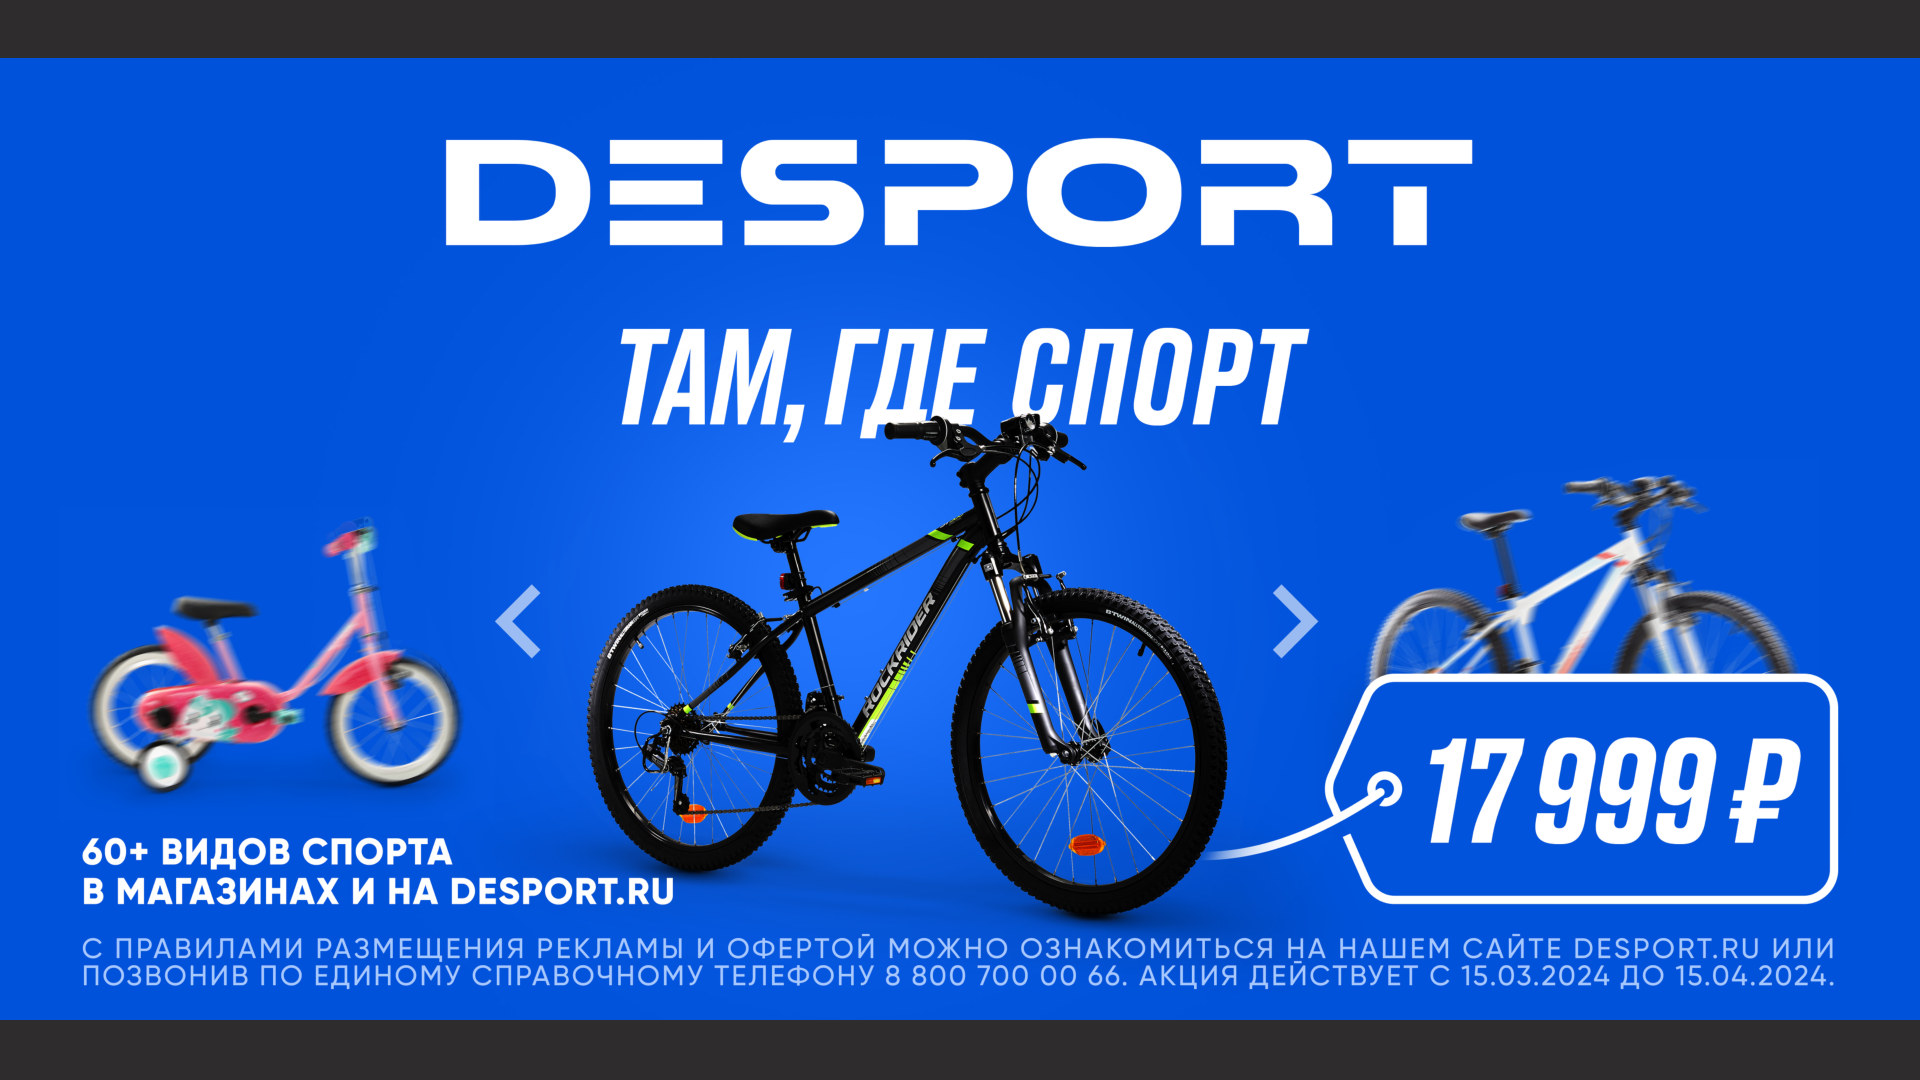 DESPORT
ТАМ, ГДЕ СПОРТ
ROCKRIDER
BTWIN
17 999 ₽
60+ ВИДОВ СПОРТА
В МАГАЗИНАХ И НА DESPORT.RU
С ПРАВИЛАМИ РАЗМЕЩЕНИЯ РЕКЛАМЫ И ОФЕРТОЙ МОЖНО ОЗНАКОМИТЬСЯ НА НАШЕМ САЙТЕ DESPORT.RU ИЛИ
ПОЗВОНИВ ПО ЕДИНОМУ СПРАВОЧНОМУ ТЕЛЕФОНУ 8 800 700 00 66. АКЦИЯ ДЕЙСТВУЕТ С 15.03.2024 ДО 15.04.2024.